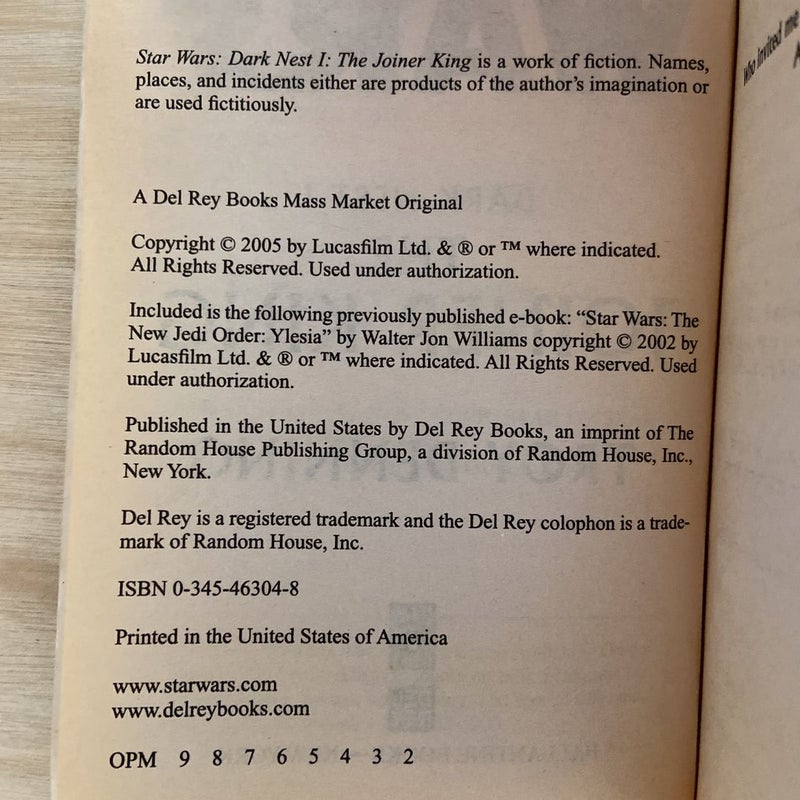 Star Wars: Dark Nest I: The Joiner King is a work of fiction. Names,
places, and incidents either are products of the author's imagination or
are used fictitiously.
A Del Rey Books Mass Market Original
Copyright © 2005 by Lucasfilm Ltd. & ® or ™ where indicated.
All Rights Reserved. Used under authorization.
Included is the following previously published e-book: “Star Wars: The
New Jedi Order: Ylesia” by Walter Jon Williams copyright © 2002 by
Lucasfilm Ltd. & ® or ™ where indicated. All Rights Reserved. Used
under authorization.
Published in the United States by Del Rey Books, an imprint of The
Random House Publishing Group, a division of Random House, Inc.,
New York.
Del Rey is a registered trademark and the Del Rey colophon is a trade-
mark of Random House, Inc.
ISBN 0-345-46304-8
Printed in the United States of America
www.starwars.com
www.delreybooks.com
OPM 9 8 7 6 5 4 3 2
Who invited me